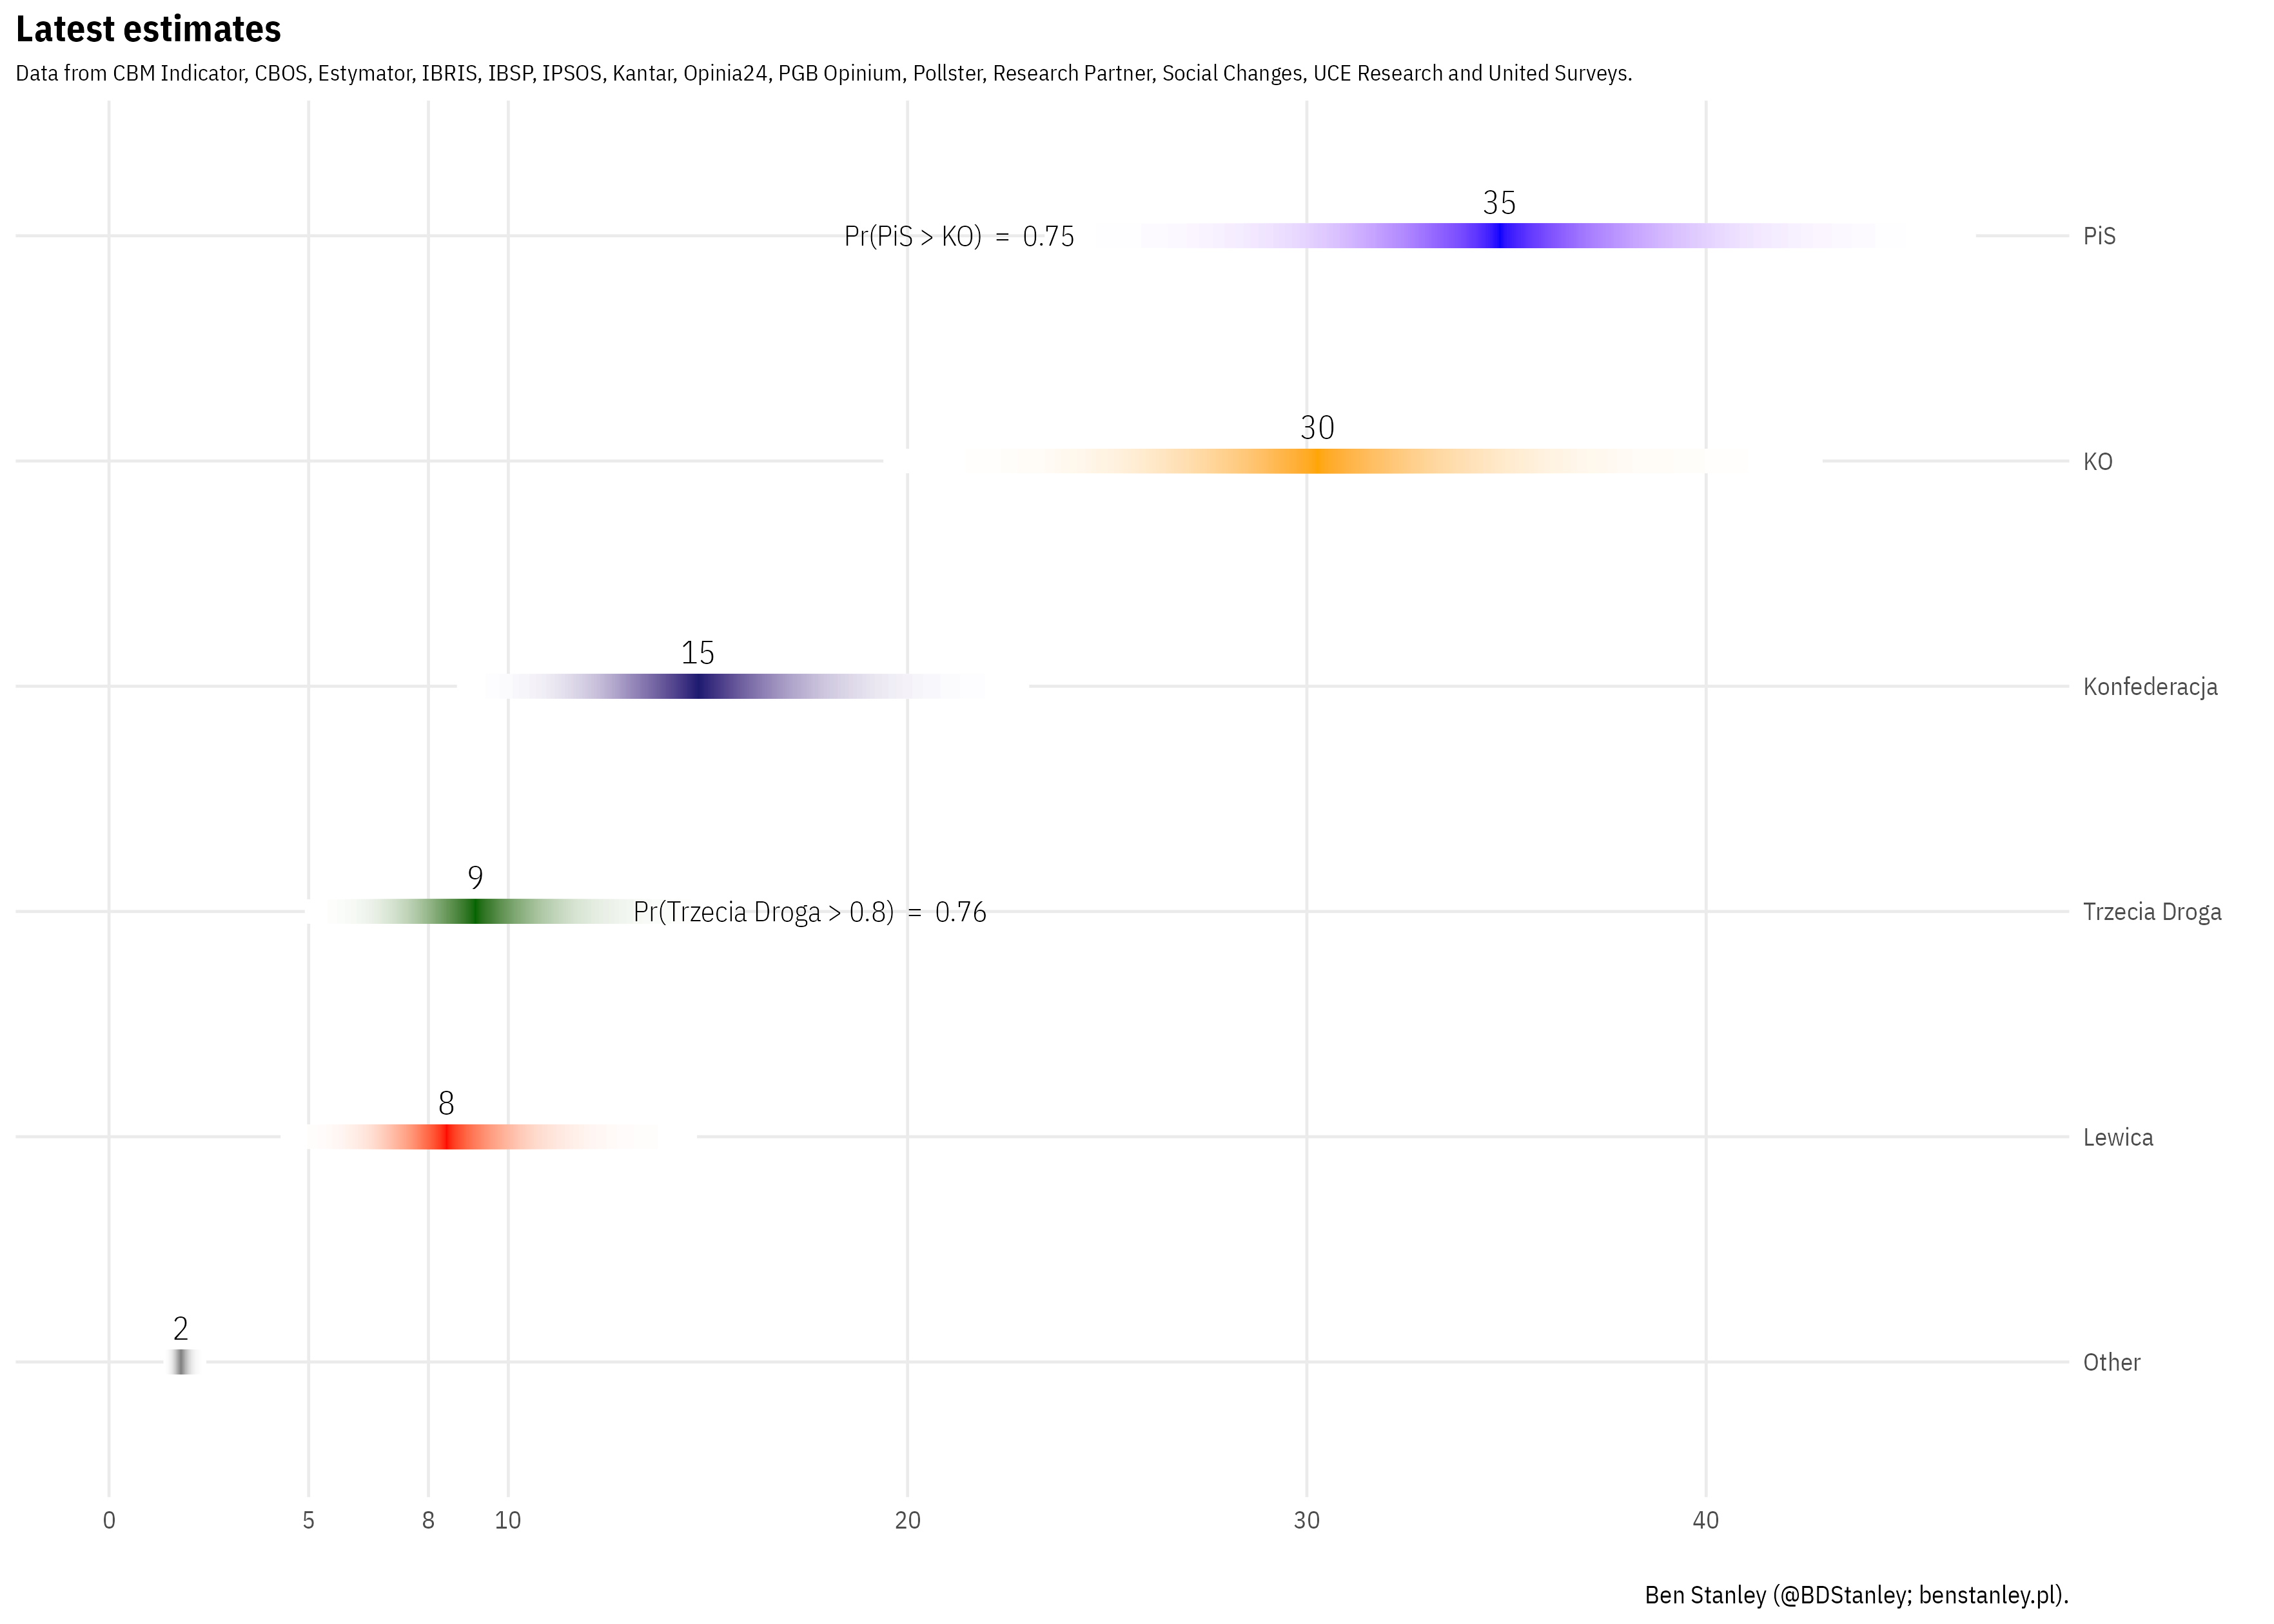 Latest estimates
Data from CBM Indicator, CBOS, Estymator, IBRIS, IBSP, IPSOS, Kantar, Opinia24, PGB Opinium, Pollster, Research Partner, Social Changes, UCE Research and United Surveys.
35
Pr(PiS > KO) = 0.75
PiS
30
KO
15
Konfederacja
9
Pr(Trzecia Droga > 0.8) = 0.76
Trzecia Droga
8
Lewica
2
Other
0 5 8 10 20 30 40
Ben Stanley (@BDStanley; benstanley.pl).